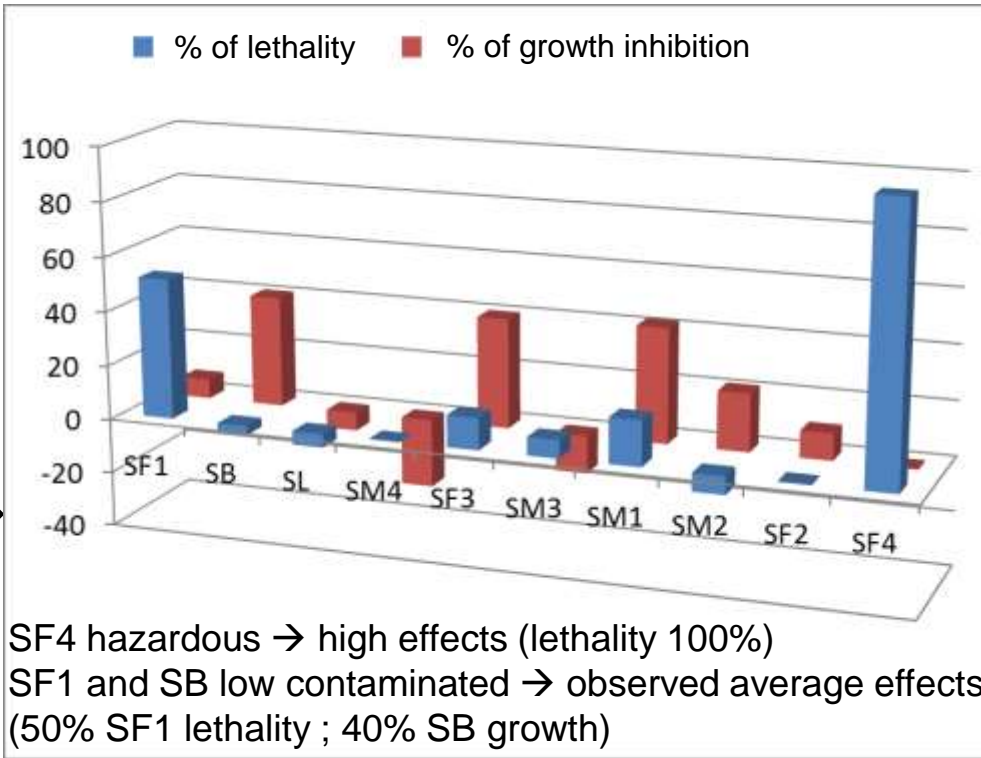 % of lethality % of growth inhibition
100
80
60
40
20
0
-20
-40
SF1 SB SL SM4 SF3 SM3 SM1 SM2 SF2 SF4
SF4 hazardous → high effects (lethality 100%)
SF1 and SB low contaminated → observed average effects
(50% SF1 lethality ; 40% SB growth)